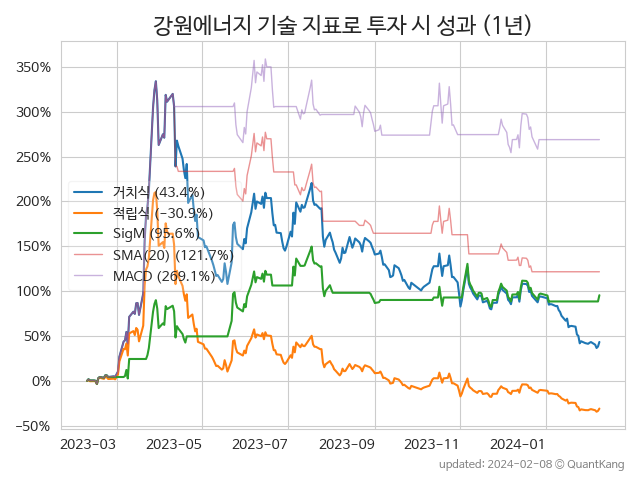 강원에너지 기술 지표로 투자 시 성과 (1년)
350%
300%
250%
200%
150%
100%
50%
0%
−50%
거치식 (43.4%)
적립식 (−30.9%)
SigM (95.6%)
SMA(20) (121.7%)
MACD (269.1%)
2023-03
2023-05
2023-07
2023-09
2023-11
2024-01
updated: 2024-02-08 © QuantKang